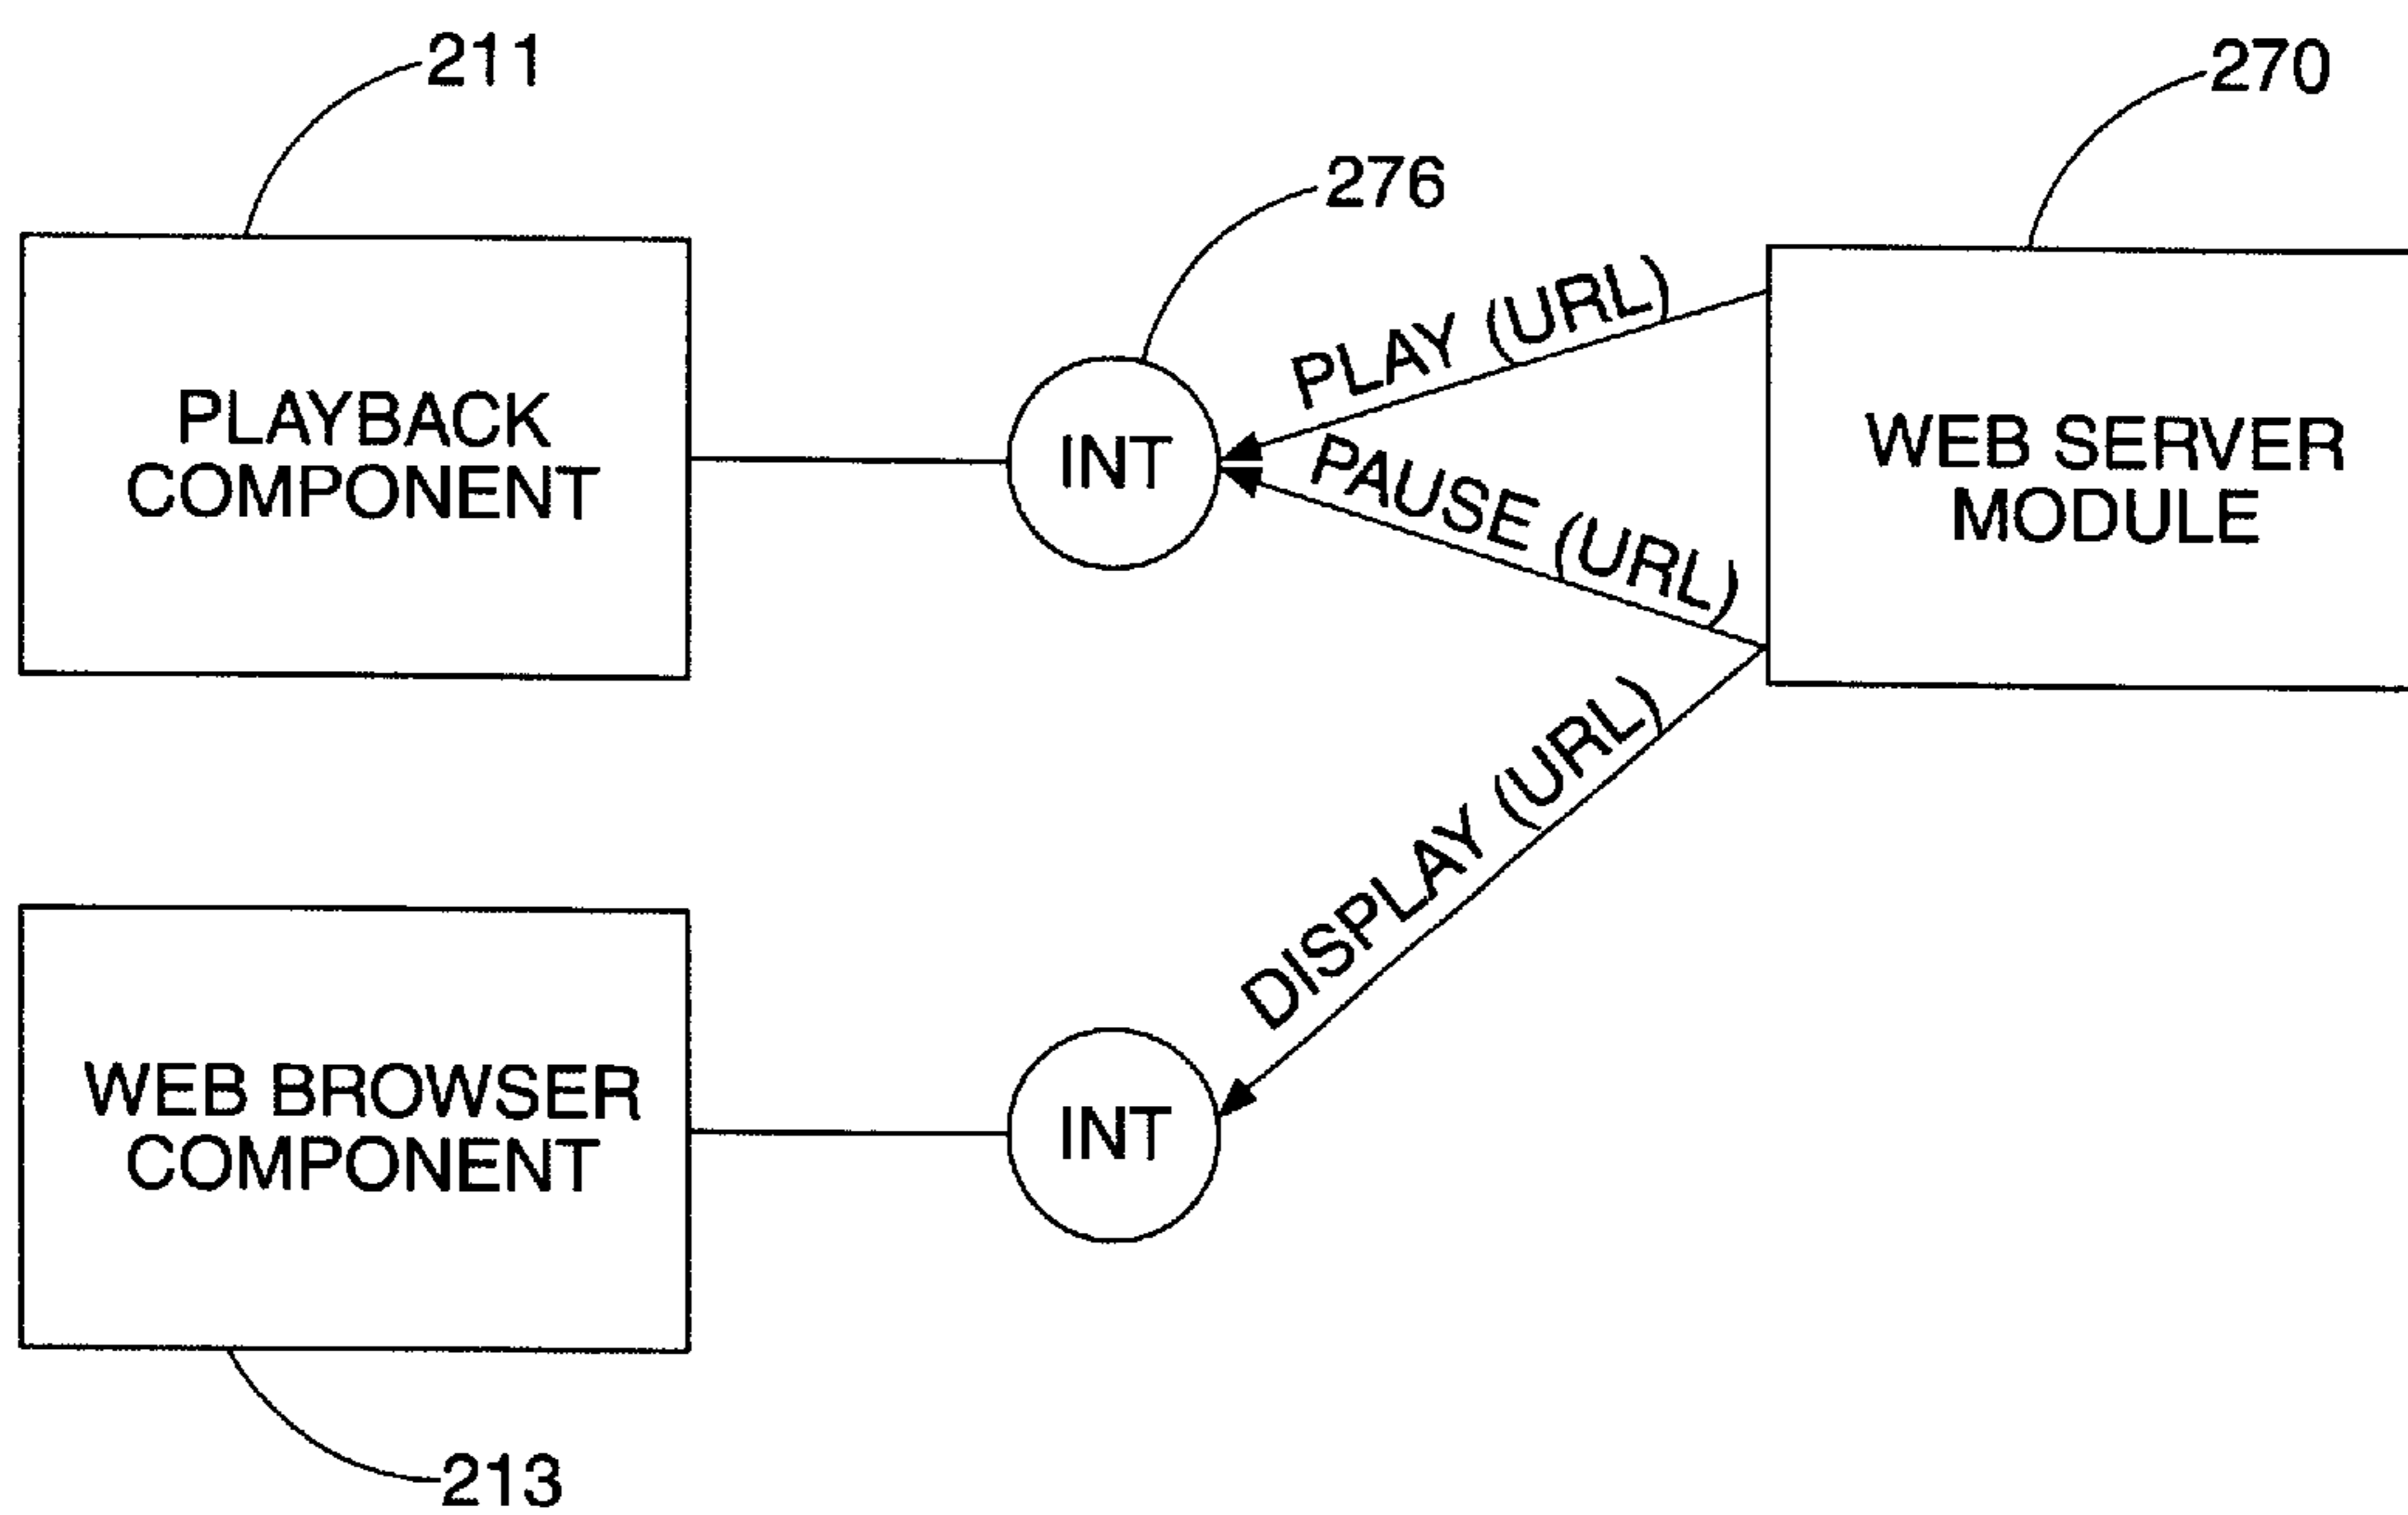 211
270
276
PLAYBACK
COMPONENT
INT
PLAY (URL)
PAUSE (URL)
WEB SERVER
MODULE
DISPLAY (URL)
WEB BROWSER
COMPONENT
INT
213